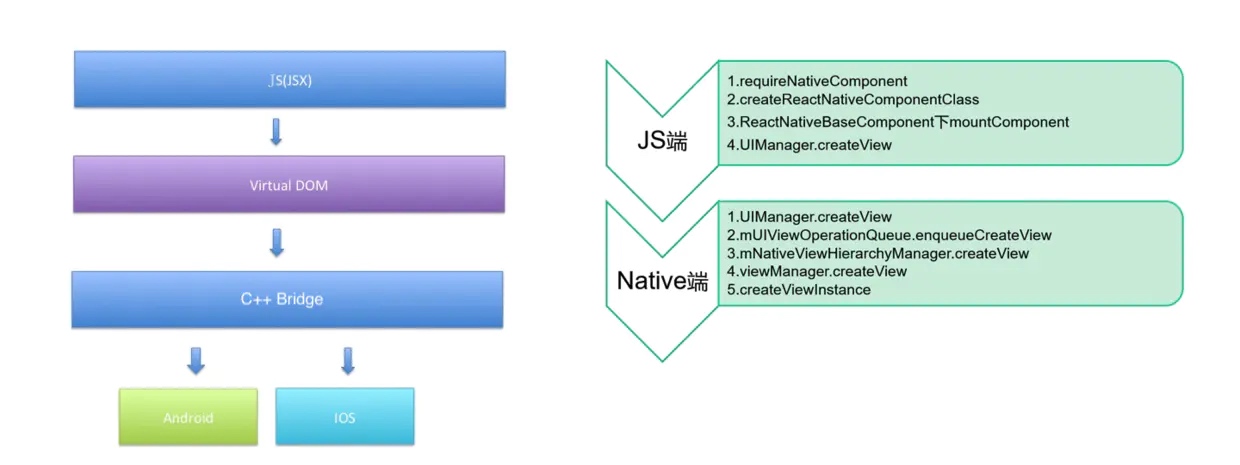 JS(JSX)
Virtual DOM
C++ Bridge
Android
IOS
JS端
1.requireNativeComponent
2.createReactNativeComponentClass
3.ReactNativeBaseComponent下mountComponent
4.UIManager.createView
Native端
1.UIManager.createView
2.mUIViewOperationQueue.enqueueCreateView
3.mNativeViewHierarchyManager.createView
4.viewManager.createView
5.createViewInstance